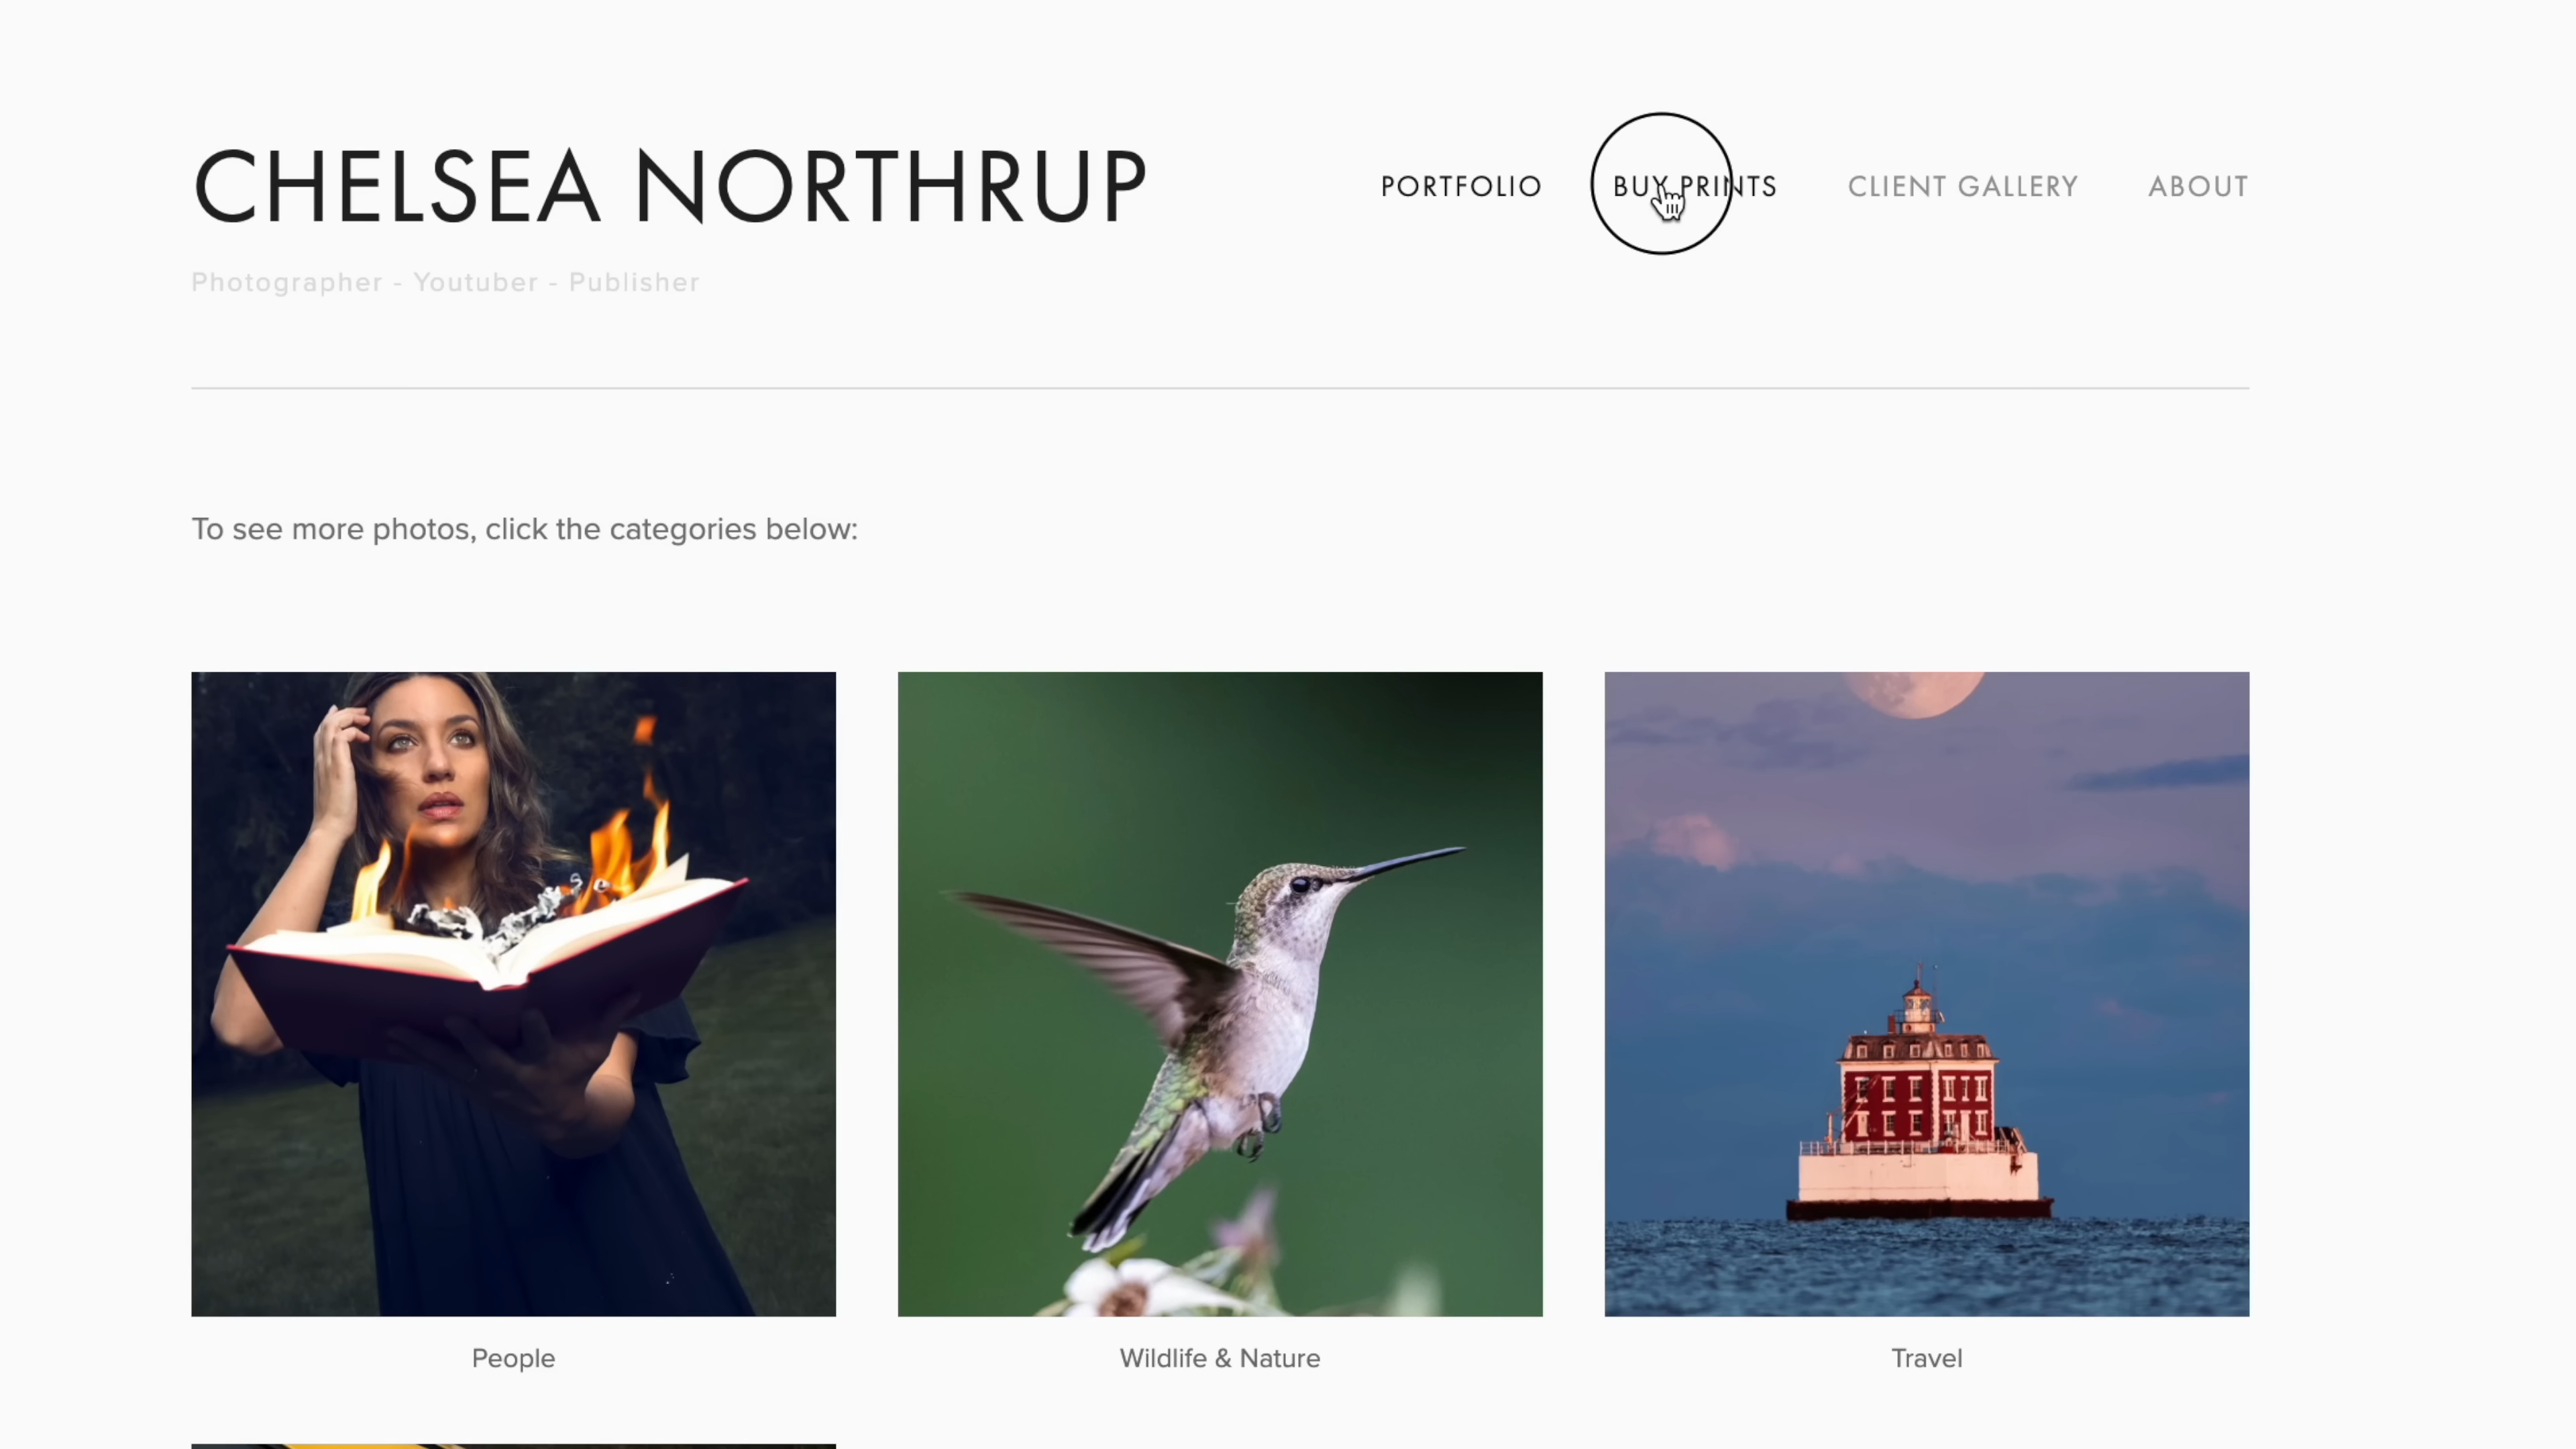 CHELSEA NORTHRUP
PORTFOLIO
BUY PRINTS
CLIENT GALLERY
ABOUT
Photographer - Youtuber - Publisher
To see more photos, click the categories below:
People
Wildlife & Nature
Travel